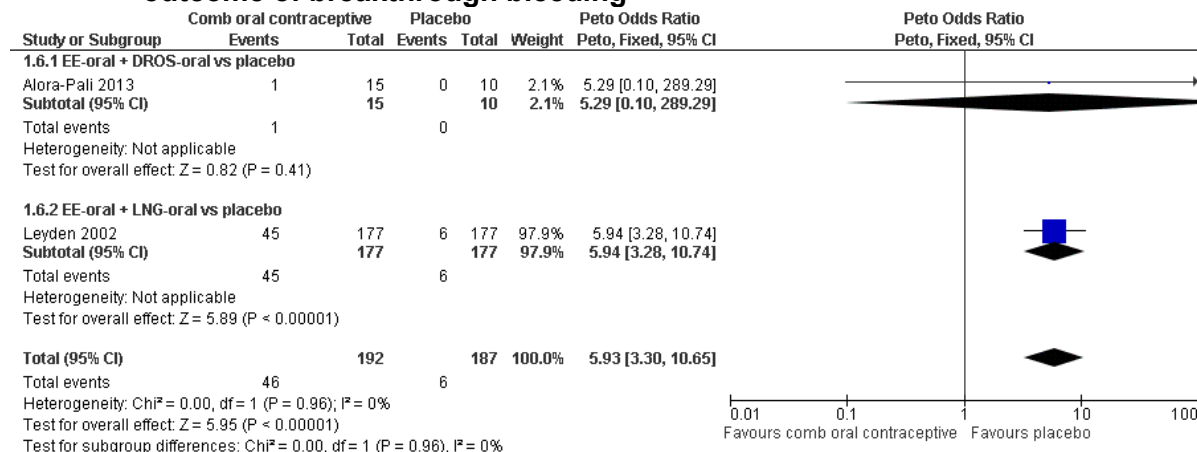 outcome of breakthrough bleeding
Comb oral contraceptive Placebo Peto Odds Ratio Peto Odds Ratio
Study or Subgroup Events Total Events Total Weight Peto, Fixed, 95% CI Peto, Fixed, 95% CI
1.6.1 EE-oral + DROS-oral vs placebo
Alora-Pali 2013 1 15 0 10 2.1% 5.29 [0.10, 289.29]
Subtotal (95% CI) 15 10 2.1% 5.29 [0.10, 289.29]
Total events 1 0
Heterogeneity: Not applicable
Test for overall effect: Z = 0.82 (P = 0.41)
1.6.2 EE-oral + LNG-oral vs placebo
Leyden 2002 45 177 6 177 97.9% 5.94 [3.28, 10.74]
Subtotal (95% CI) 177 177 97.9% 5.94 [3.28, 10.74]
Total events 45 6
Heterogeneity: Not applicable
Test for overall effect: Z = 5.89 (P < 0.00001)
Total (95% CI) 192 187 100.0% 5.93 [3.30, 10.65]
Total events 46 6
Heterogeneity: Chi² = 0.00, df = 1 (P = 0.96); I² = 0%
Test for overall effect: Z = 5.95 (P < 0.00001)
Test for subgroup differences: Chi² = 0.00, df = 1 (P = 0.96), I² = 0%
0.01 0.1 1 10 100
Favours comb oral contraceptive Favours placebo